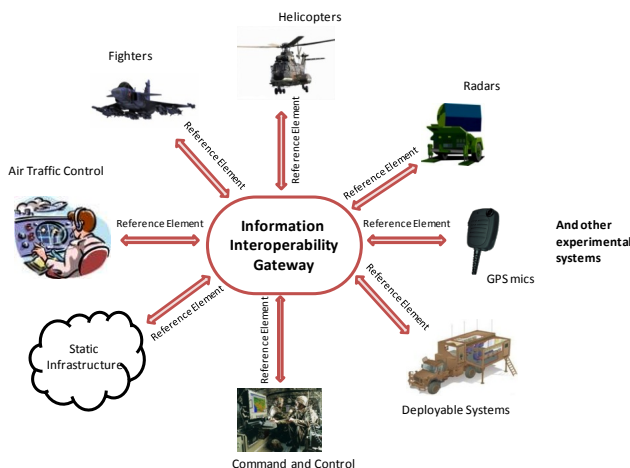 Helicopters
Fighters
Radars
Reference Element
Reference Element
Reference Element
Air Traffic Control
Reference Element
Information
Interoperability
Gateway
Reference Element
And other
experimental
systems
GPS mics
Reference Element
Reference Element
Static
Infrastructure
Reference Element
Deployable Systems
Command and Control